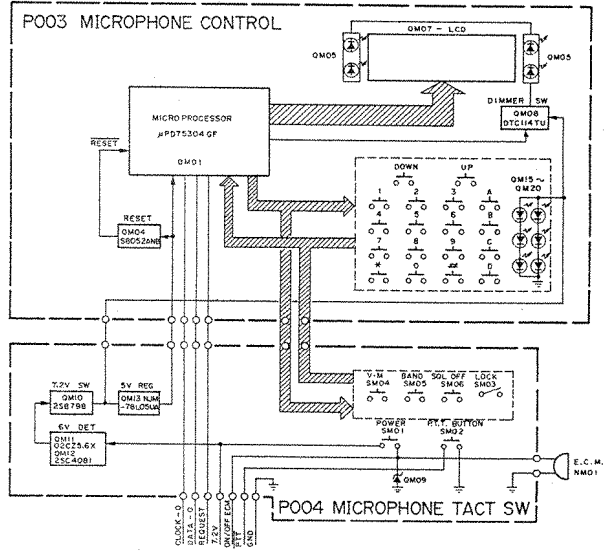 P003 MICROPHONE CONTROL
QM07 - LCD
QM05
QM05
MICRO PROCESSOR
μPD75304 GF
QM01
DIMMER SW
QM08
DTC114TU
RESET
RESET
QM04
S8052ANB
DOWN
UP
1
2
3
A
4
5
6
B
7
8
9
C
*
0
#
D
QM15 ~
QM20
7.2V SW
QM10
2SB798
5V REG
QM13 NJM
-78L05UA
6V DET
QM11
02CZ5.6X
QM12
2SC4081
V-M
SM04
BAND
SM05
SQL OFF
SM06
LOCK
SM03
POWER
SM01
P.T.T. BUTTON
SM02
QM09
E.C.M.
NM01
CLOCK-O
DATA-O
REQUEST
7.2V
ON/OFF ECM
PTT
GND
P004 MICROPHONE TACT SW